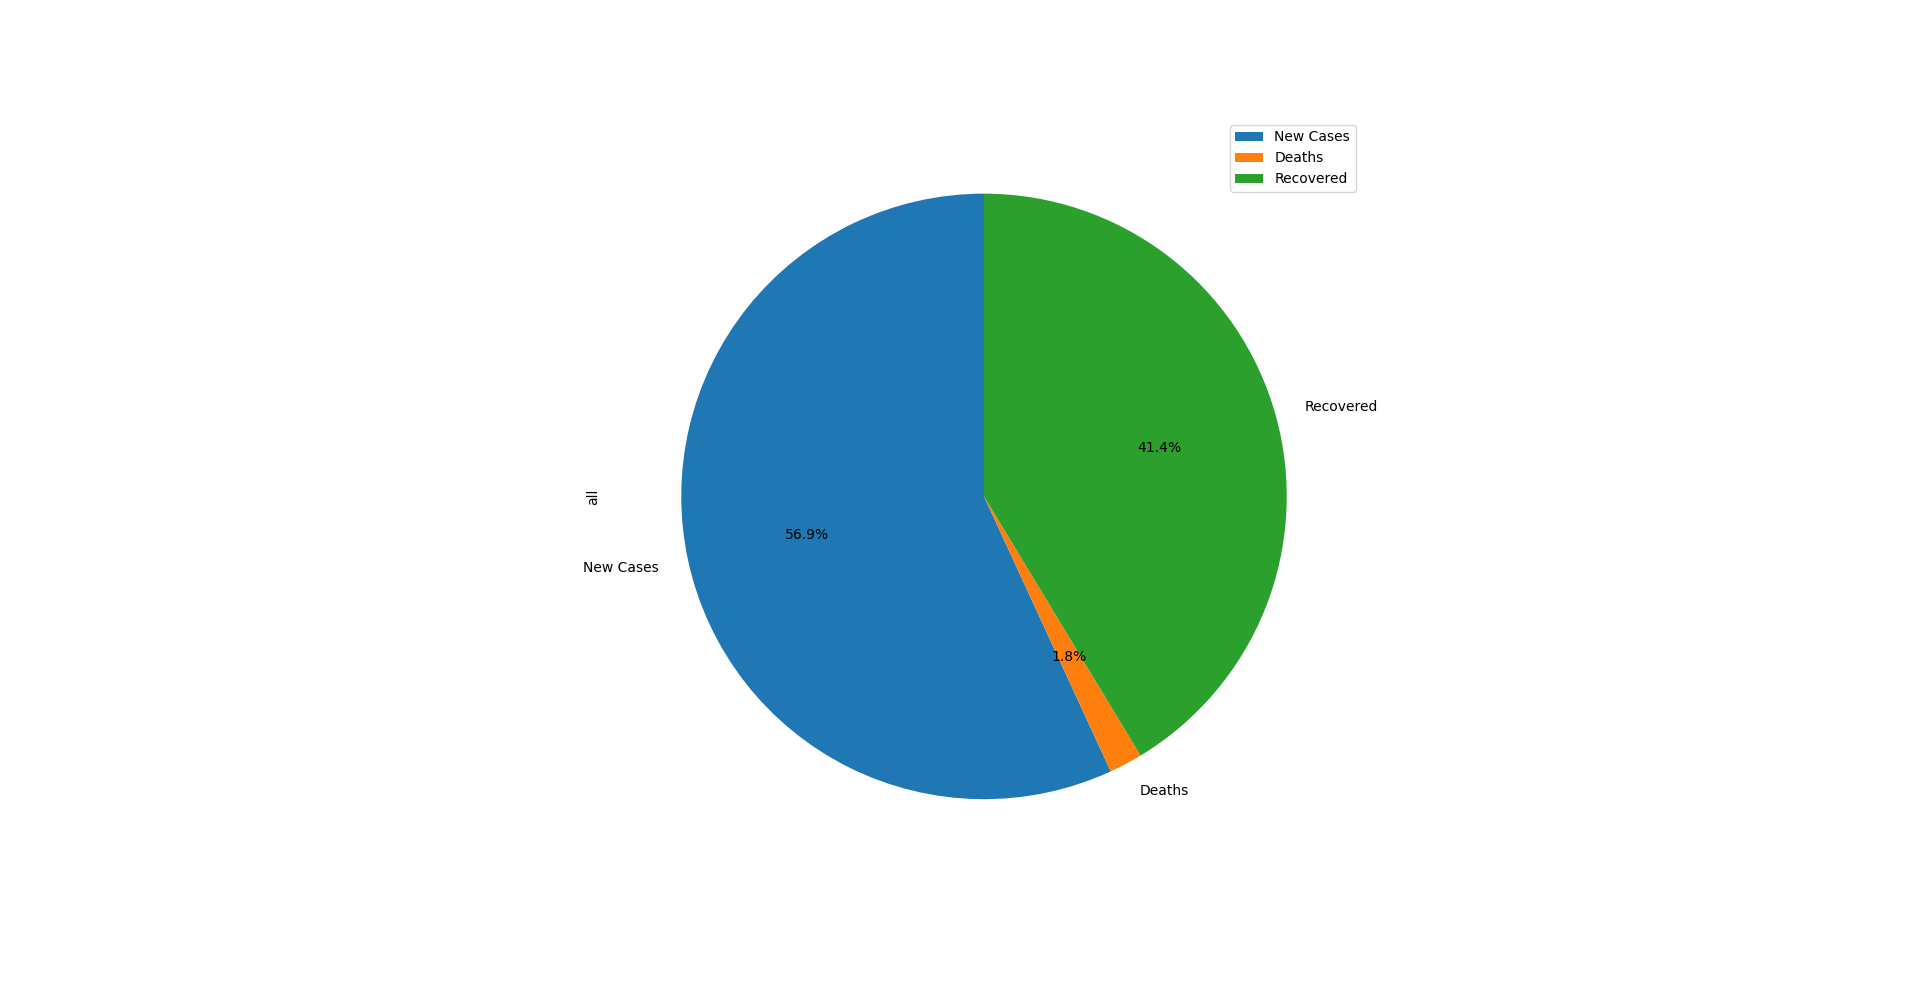 New Cases
Deaths
Recovered
Recovered
41.4%
all
56.9%
New Cases
1.8%
Deaths